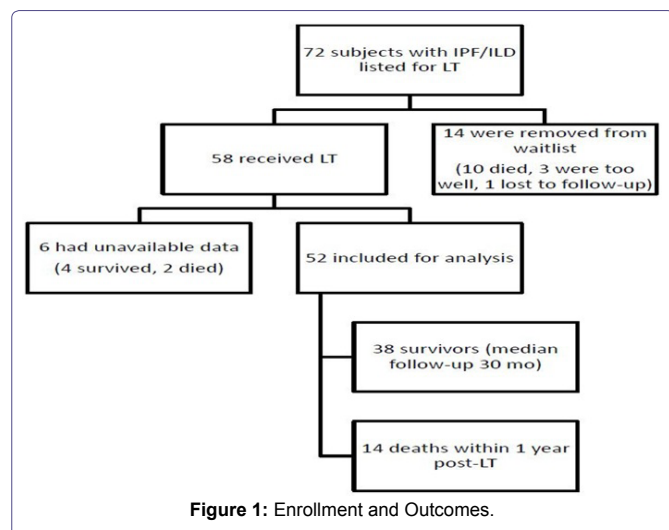 72 subjects with IPF/ILD
listed for LT
58 received LT
14 were removed from
waitlist
(10 died, 3 were too
well, 1 lost to follow-up)
6 had unavailable data
(4 survived, 2 died)
52 included for analysis
38 survivors (median
follow-up 30 mo)
14 deaths within 1 year
post-LT
Figure 1: Enrollment and Outcomes.